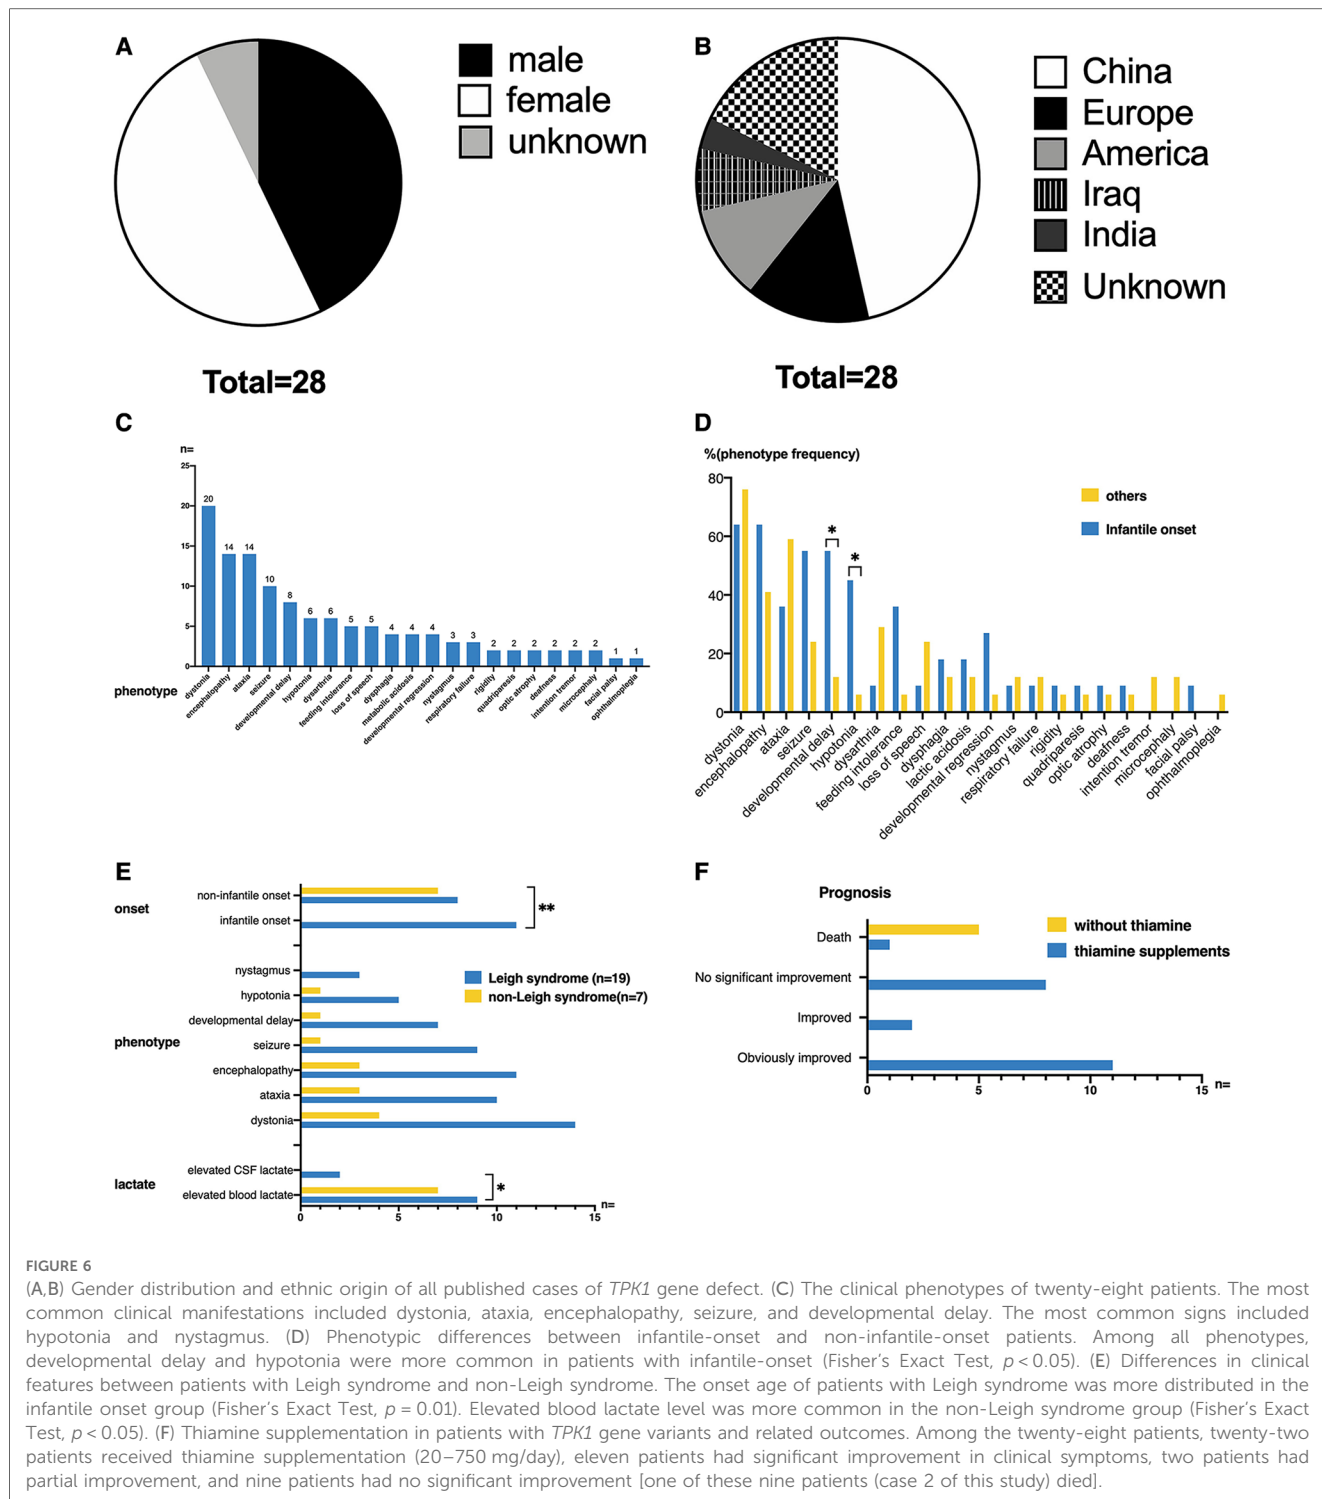 A
male
female
unknown
Total=28
B
China
Europe
America
Iraq
India
Unknown
Total=28
C
n=
25
20
15
10
5
0
20
14
14
10
8
6
6
5
5
4
4
4
3
3
2
2
2
2
2
2
1
1
phenotype
dystonia
encephalopathy
ataxia
seizure
developmental delay
hypotonia
dysarthria
feeding intolerance
loss of speech
dysphagia
metabolic acidosis
developmental regression
nystagmus
respiratory failure
rigidity
quadriparesis
optic atrophy
deafness
intention tremor
microcephaly
facial palsy
ophthalmoplegia
D
%(phenotype frequency)
80
60
40
20
0
*
*
others
Infantile onset
dystonia
encephalopathy
ataxia
seizure
developmental delay
hypotonia
dysarthria
feeding intolerance
loss of speech
dysphagia
lactic acidosis
developmental regression
nystagmus
respiratory failure
rigidity
quadriparesis
optic atrophy
deafness
intention tremor
microcephaly
facial palsy
ophthalmoplegia
E
onset
non-infantile onset
infantile onset
**
phenotype
nystagmus
hypotonia
developmental delay
seizure
encephalopathy
ataxia
dystonia
Leigh syndrome (n=19)
non-Leigh syndrome(n=7)
lactate
elevated CSF lactate
elevated blood lactate
*
0
5
10
15
n=
F
Prognosis
without thiamine
thiamine supplements
Death
No significant improvement
Improved
Obviously improved
0
5
10
15
n=
FIGURE 6
(A,B) Gender distribution and ethnic origin of all published cases of TPK1 gene defect. (C) The clinical phenotypes of twenty-eight patients. The most
common clinical manifestations included dystonia, ataxia, encephalopathy, seizure, and developmental delay. The most common signs included
hypotonia and nystagmus. (D) Phenotypic differences between infantile-onset and non-infantile-onset patients. Among all phenotypes,
developmental delay and hypotonia were more common in patients with infantile-onset (Fisher's Exact Test, p < 0.05). (E) Differences in clinical
features between patients with Leigh syndrome and non-Leigh syndrome. The onset age of patients with Leigh syndrome was more distributed in the
infantile onset group (Fisher's Exact Test, p = 0.01). Elevated blood lactate level was more common in the non-Leigh syndrome group (Fisher's Exact
Test, p < 0.05). (F) Thiamine supplementation in patients with TPK1 gene variants and related outcomes. Among the twenty-eight patients, twenty-two
patients received thiamine supplementation (20–750 mg/day), eleven patients had significant improvement in clinical symptoms, two patients had
partial improvement, and nine patients had no significant improvement [one of these nine patients (case 2 of this study) died].